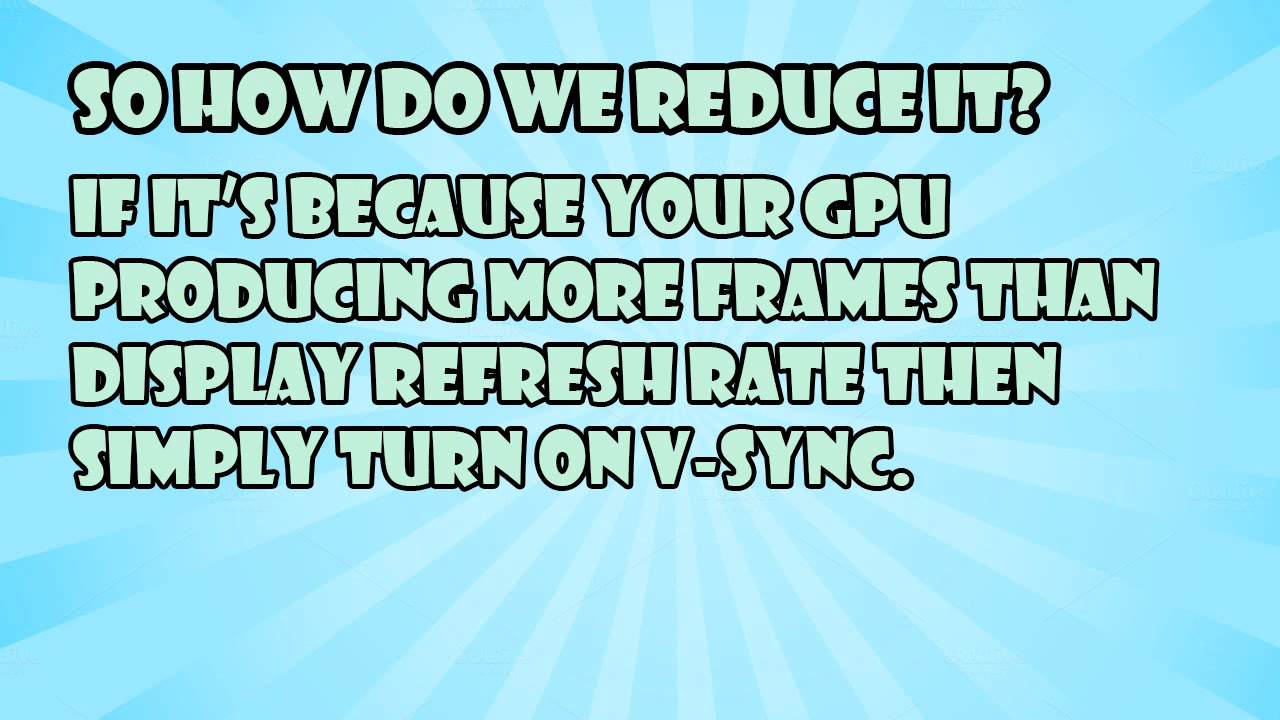 SO HOW DO WE REDUCE IT?
IF IT'S BECAUSE YOUR GPU
PRODUCING MORE FRAMES THAN
DISPLAY REFRESH RATE THEN
SIMPLY TURN ON V-SYNC.